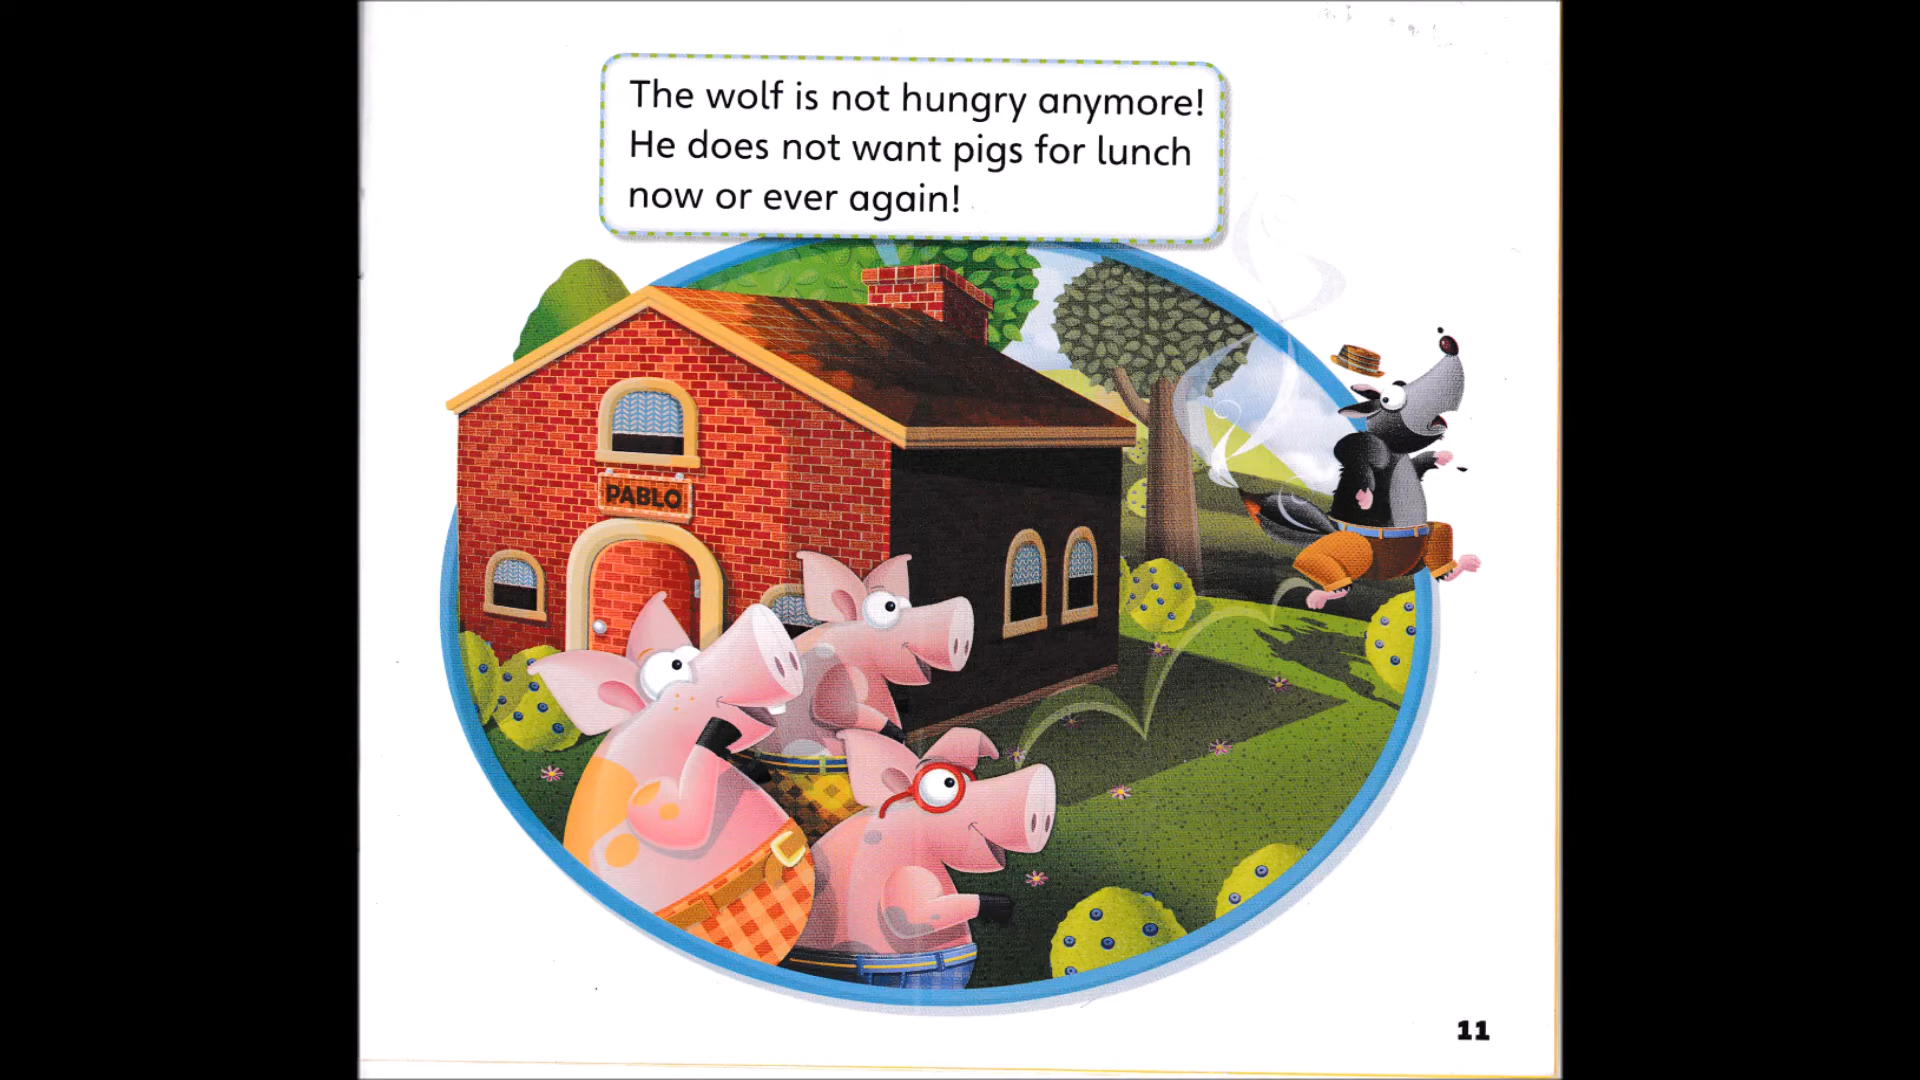 The wolf is not hungry anymore!
He does not want pigs for lunch
now or ever again!
PABLO
11